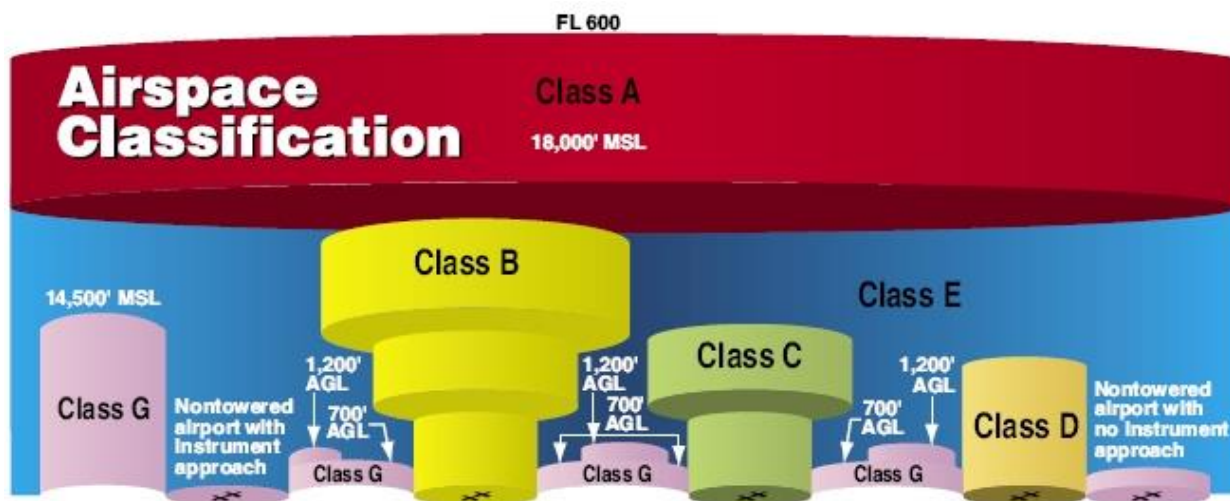 FL 600
Airspace
Classification
Class A
18,000' MSL
Class B
Class E
14,500' MSL
Class G
Nontowered
airport with
Instrument
approach
1,200'
AGL
700'
AGL
Class G
1,200'
AGL
700'
AGL
Class G
Class C
700'
AGL
1,200'
AGL
Class G
Class D
Nontowered
airport with
no Instrument
approach